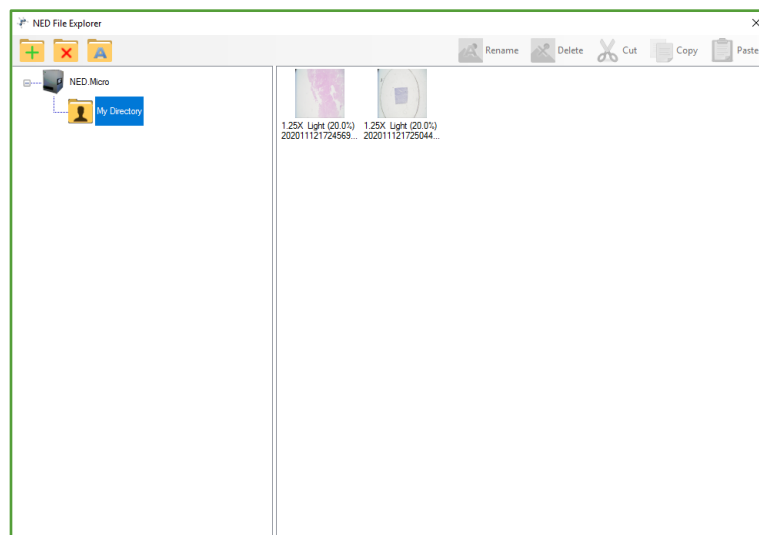 NED File Explorer
Rename Delete Cut Copy Paste
NED.Micro
My Directory
1.25X Light (20.0%)
202011121724569...
1.25X Light (20.0%)
202011121725044...